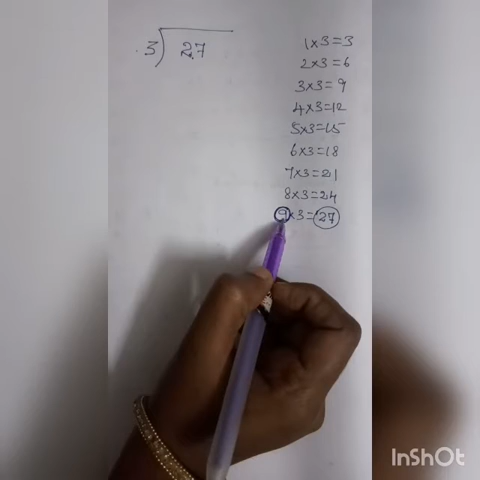 3) 27
1x3=3
2x3=6
3x3=9
4x3=12
5x3=15
6x3=18
7x3=21
8x3=24
9x3=27
InShOt